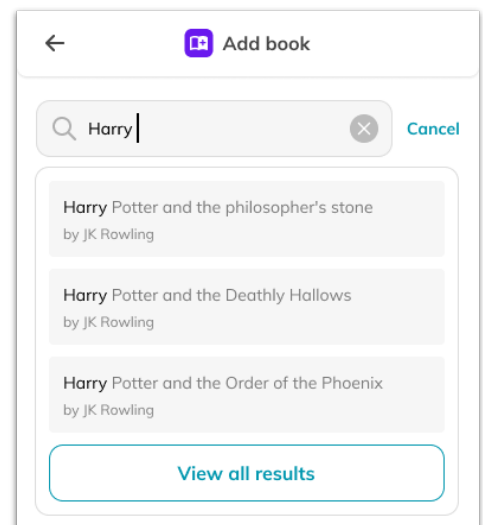 Add book
Harry
Cancel
Harry Potter and the philosopher's stone
by JK Rowling
Harry Potter and the Deathly Hallows
by JK Rowling
Harry Potter and the Order of the Phoenix
by JK Rowling
View all results